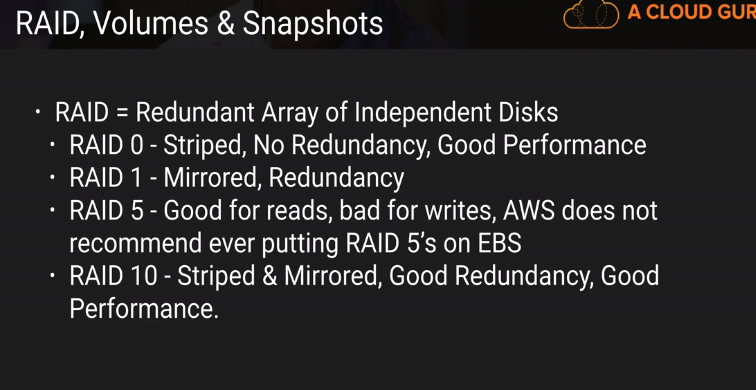 RAID, Volumes & Snapshots
A CLOUD GUR
• RAID = Redundant Array of Independent Disks
• RAID 0 - Striped, No Redundancy, Good Performance
• RAID 1 - Mirrored, Redundancy
• RAID 5 - Good for reads, bad for writes, AWS does not
recommend ever putting RAID 5's on EBS
• RAID 10 - Striped & Mirrored, Good Redundancy, Good
Performance.